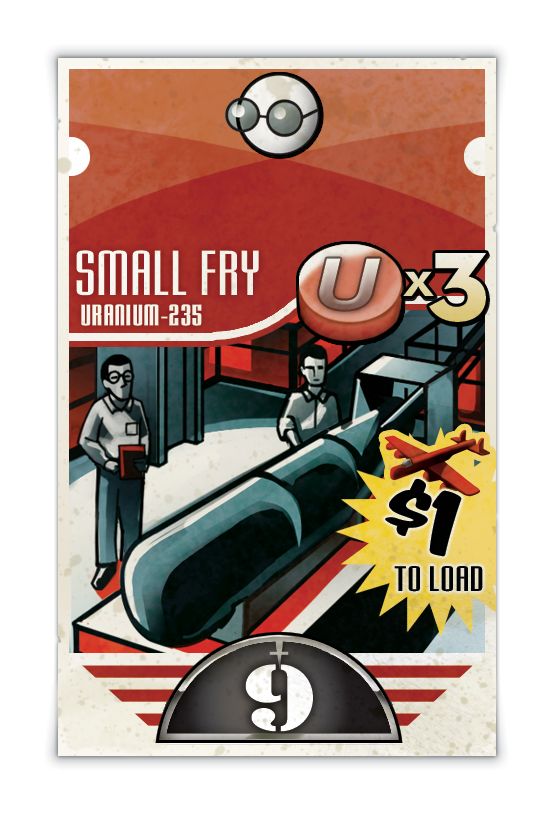 SMALL FRY
URANIUM-235
U x3
$1
TO LOAD
9